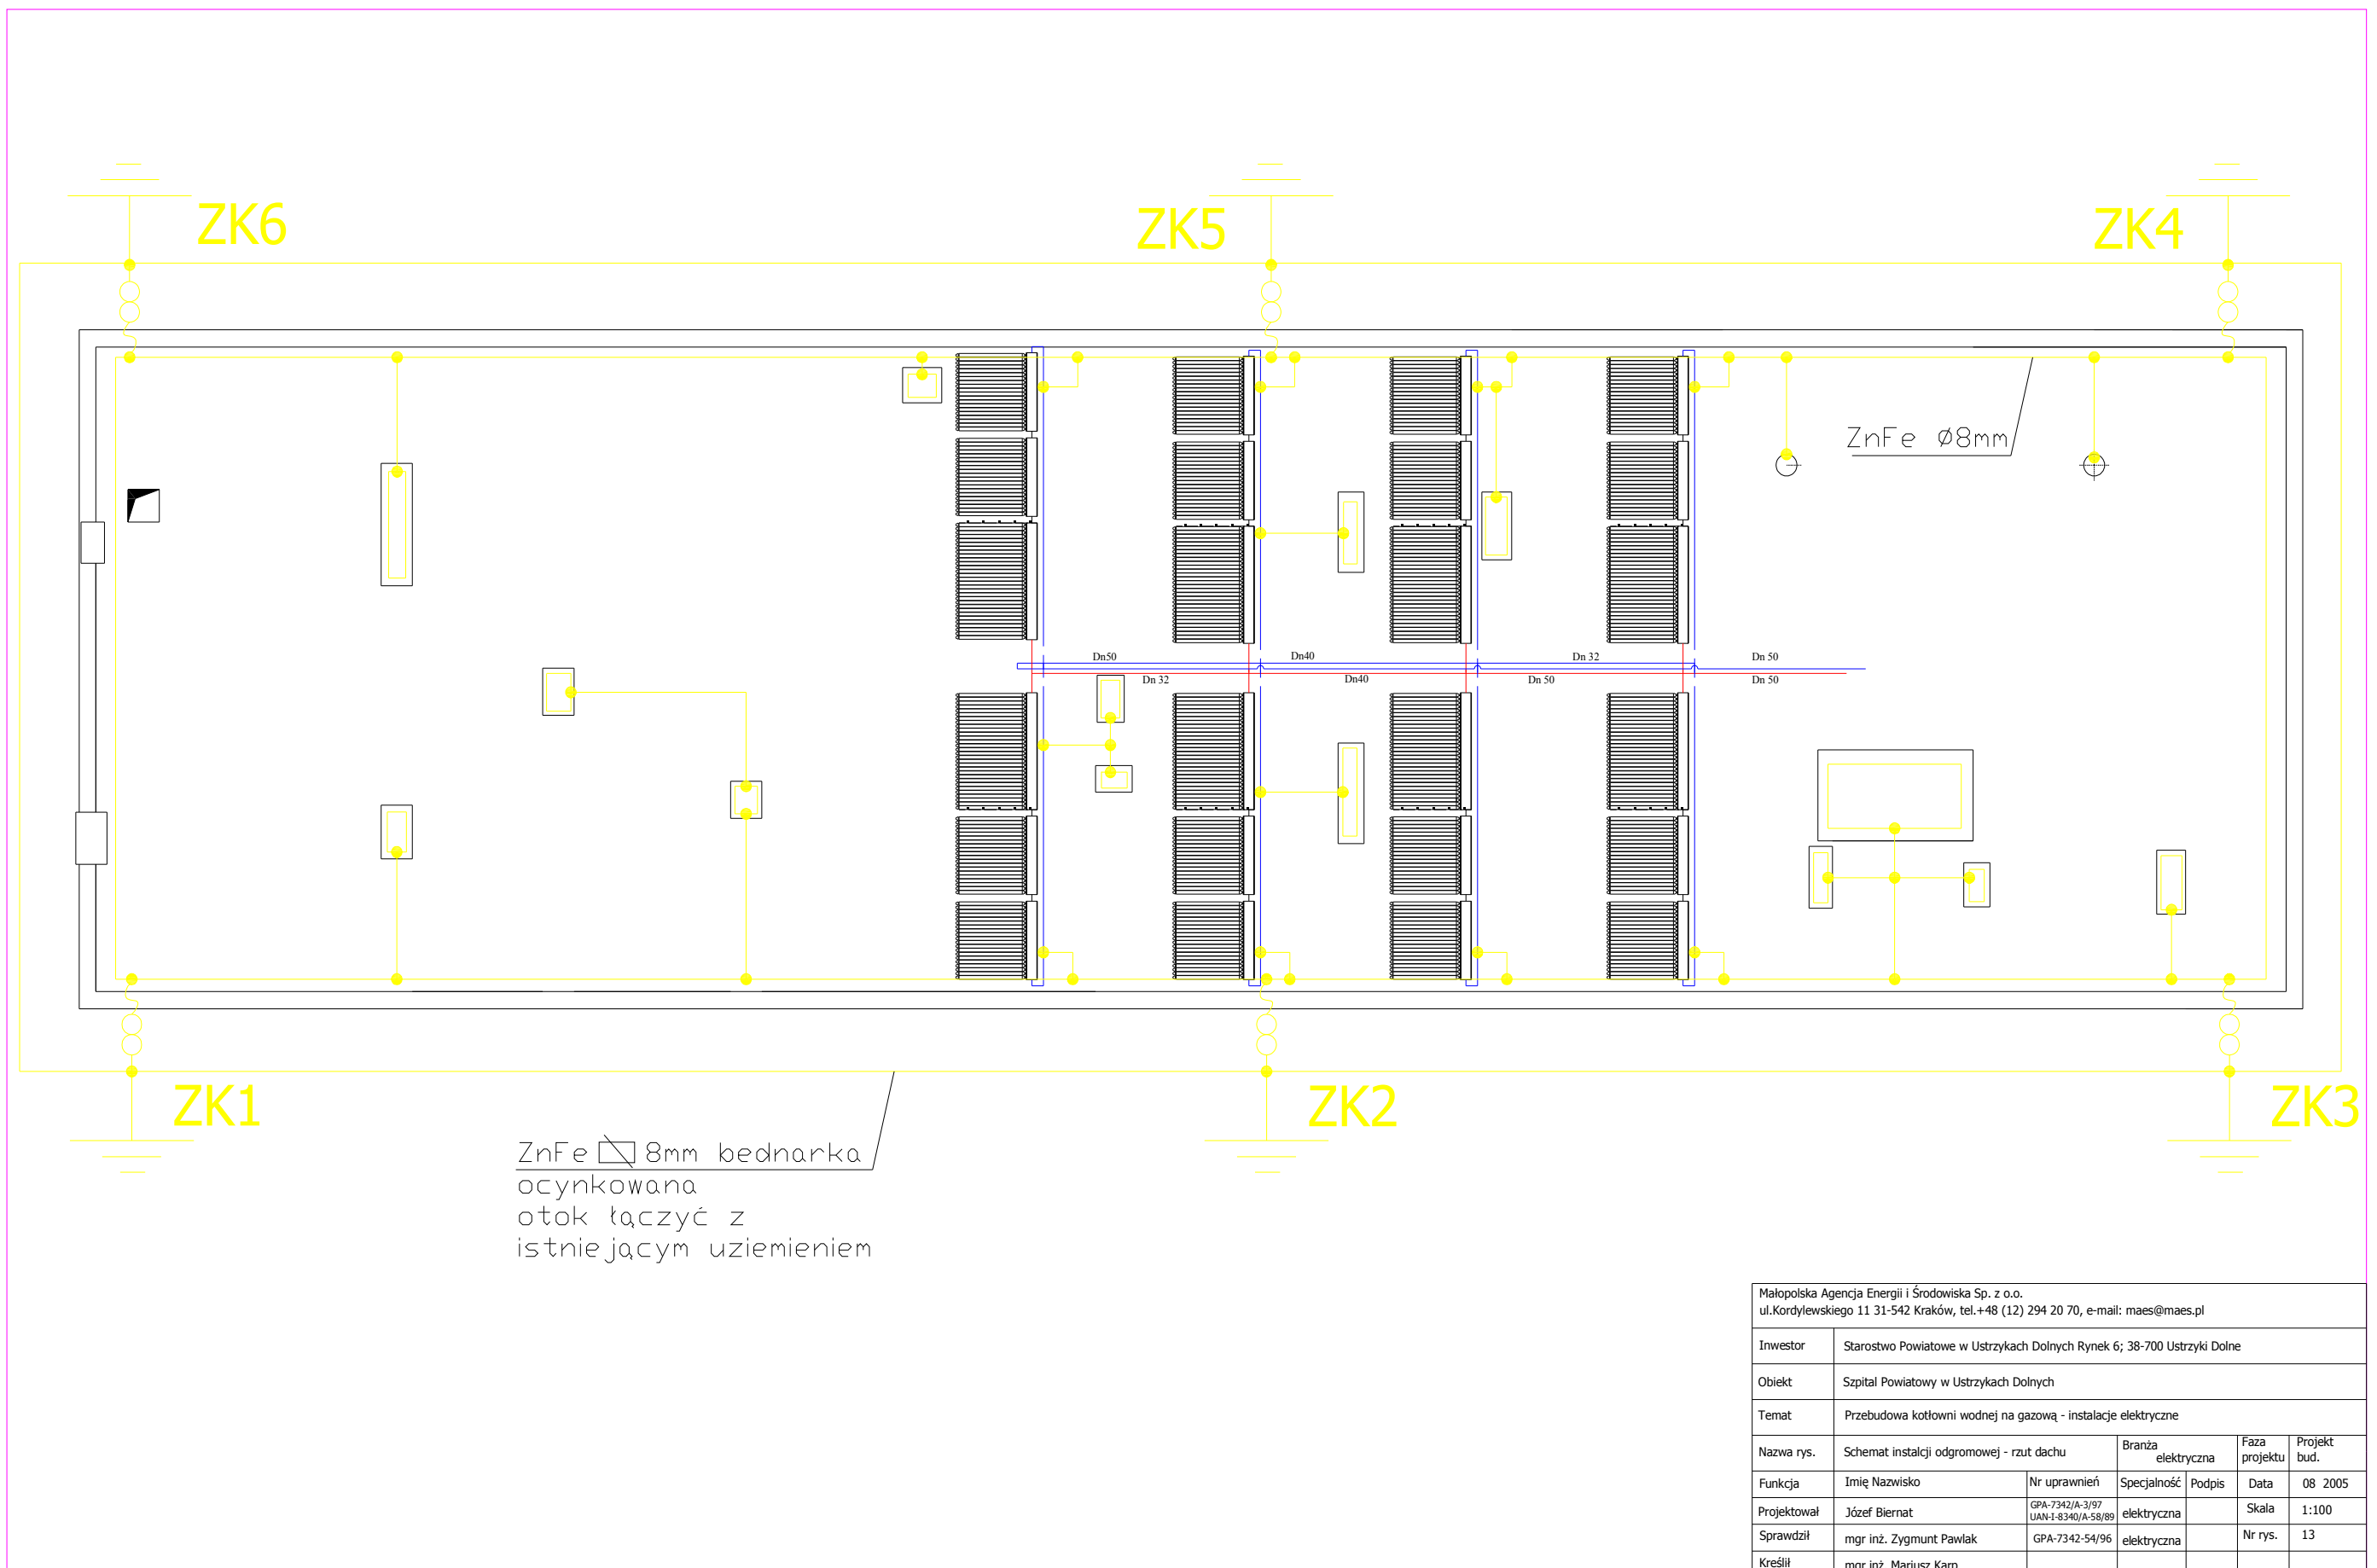 ZK6
ZK5
ZK4
ZnFe Ø8mm
Dn50
Dn40
Dn 32
Dn 50
Dn 32
Dn40
Dn 50
Dn 50
ZK1
ZK2
ZK3
ZnFe 8mm bednarka
ocynkowana
otok łączyć z
istniejącym uziemieniem
Małopolska Agencja Energii i Środowiska Sp. z o.o.
ul.Kordylewskiego 11 31-542 Kraków, tel.+48 (12) 294 20 70, e-mail: maes@maes.pl
Inwestor Starostwo Powiatowe w Ustrzykach Dolnych Rynek 6; 38-700 Ustrzyki Dolne
Obiekt Szpital Powiatowy w Ustrzykach Dolnych
Temat Przebudowa kotłowni wodnej na gazową - instalacje elektryczne
Nazwa rys. Schemat instalcji odgromowej - rzut dachu Branża elektryczna Faza projektu Projekt bud.
Funkcja Imię Nazwisko Nr uprawnień Specjalność Podpis Data 08 2005
Projektował Józef Biernat GPA-7342/A-3/97 UAN-I-8340/A-58/89 elektryczna Skala 1:100
Sprawdził mgr inż. Zygmunt Pawlak GPA-7342-54/96 elektryczna Nr rys. 13
Kreślił mgr inż. Mariusz Karp